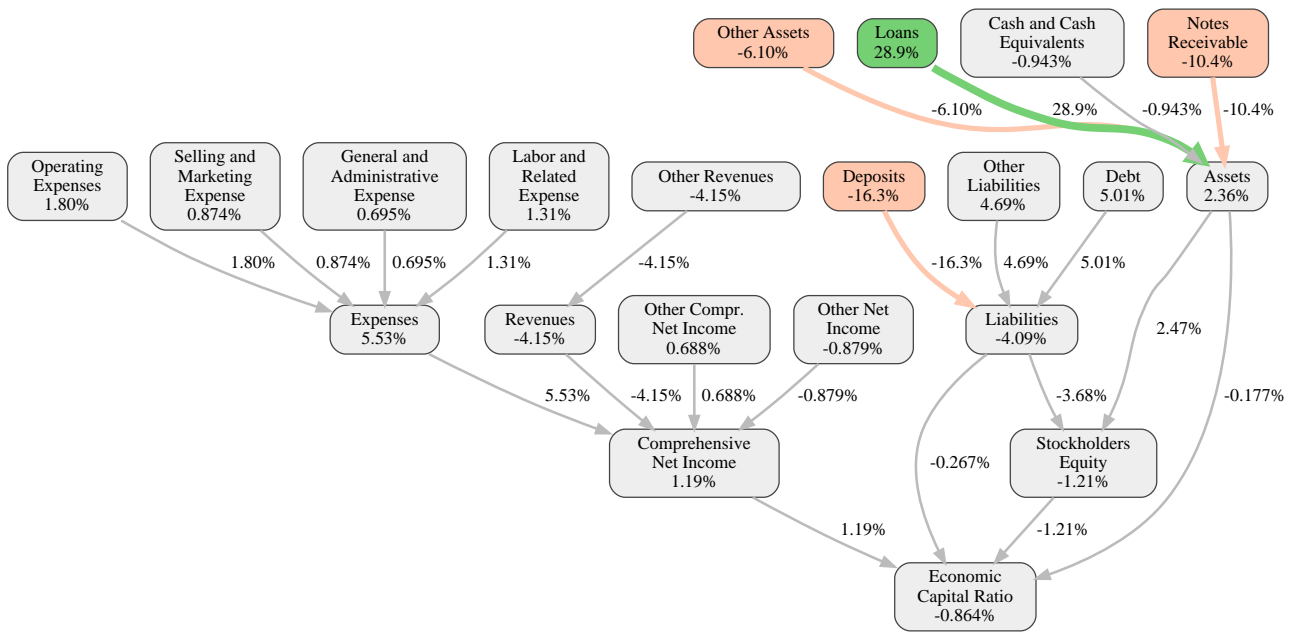 Other Assets
-6.10%
Loans
28.9%
Cash and Cash
Equivalents
-0.943%
Notes
Receivable
-10.4%
-6.10%
28.9%
-0.943%
-10.4%
Operating
Expenses
1.80%
Selling and
Marketing
Expense
0.874%
General and
Administrative
Expense
0.695%
Labor and
Related
Expense
1.31%
Other Revenues
-4.15%
Deposits
-16.3%
Other
Liabilities
4.69%
Debt
5.01%
Assets
2.36%
1.80%
0.874%
0.695%
1.31%
-4.15%
-16.3%
4.69%
5.01%
Expenses
5.53%
Revenues
-4.15%
Other Compr.
Net Income
0.688%
Other Net
Income
-0.879%
Liabilities
-4.09%
2.47%
5.53%
-4.15%
0.688%
-0.879%
-3.68%
-0.177%
Comprehensive
Net Income
1.19%
-0.267%
Stockholders
Equity
-1.21%
1.19%
-1.21%
Economic
Capital Ratio
-0.864%